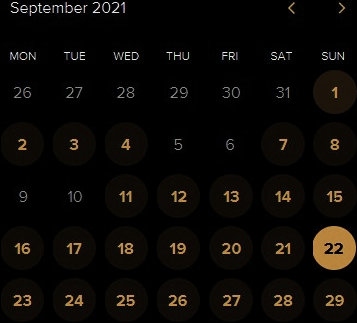 September 2021
MON TUE WED THU FRI SAT SUN
26 27 28 29 30 31 1
2 3 4 5 6 7 8
9 10 11 12 13 14 15
16 17 18 19 20 21 22
23 24 25 26 27 28 29